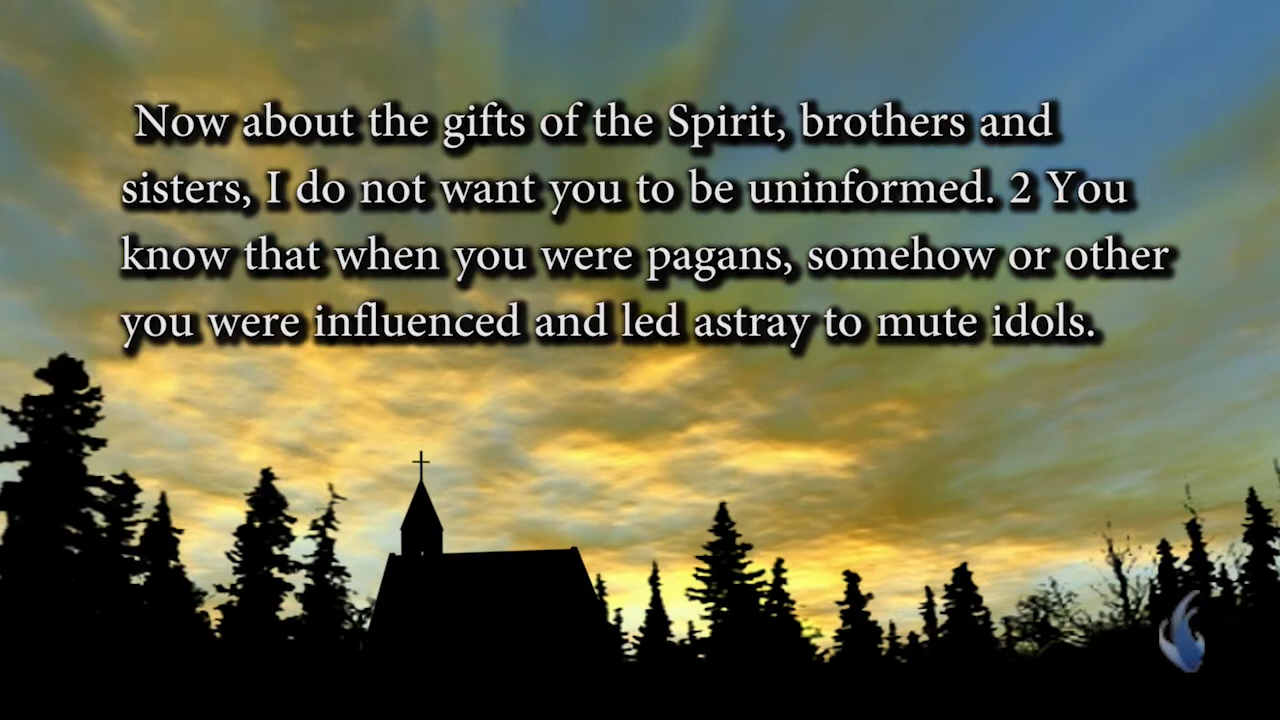 Now about the gifts of the Spirit, brothers and
sisters, I do not want you to be uninformed. 2 You
know that when you were pagans, somehow or other
you were influenced and led astray to mute idols.